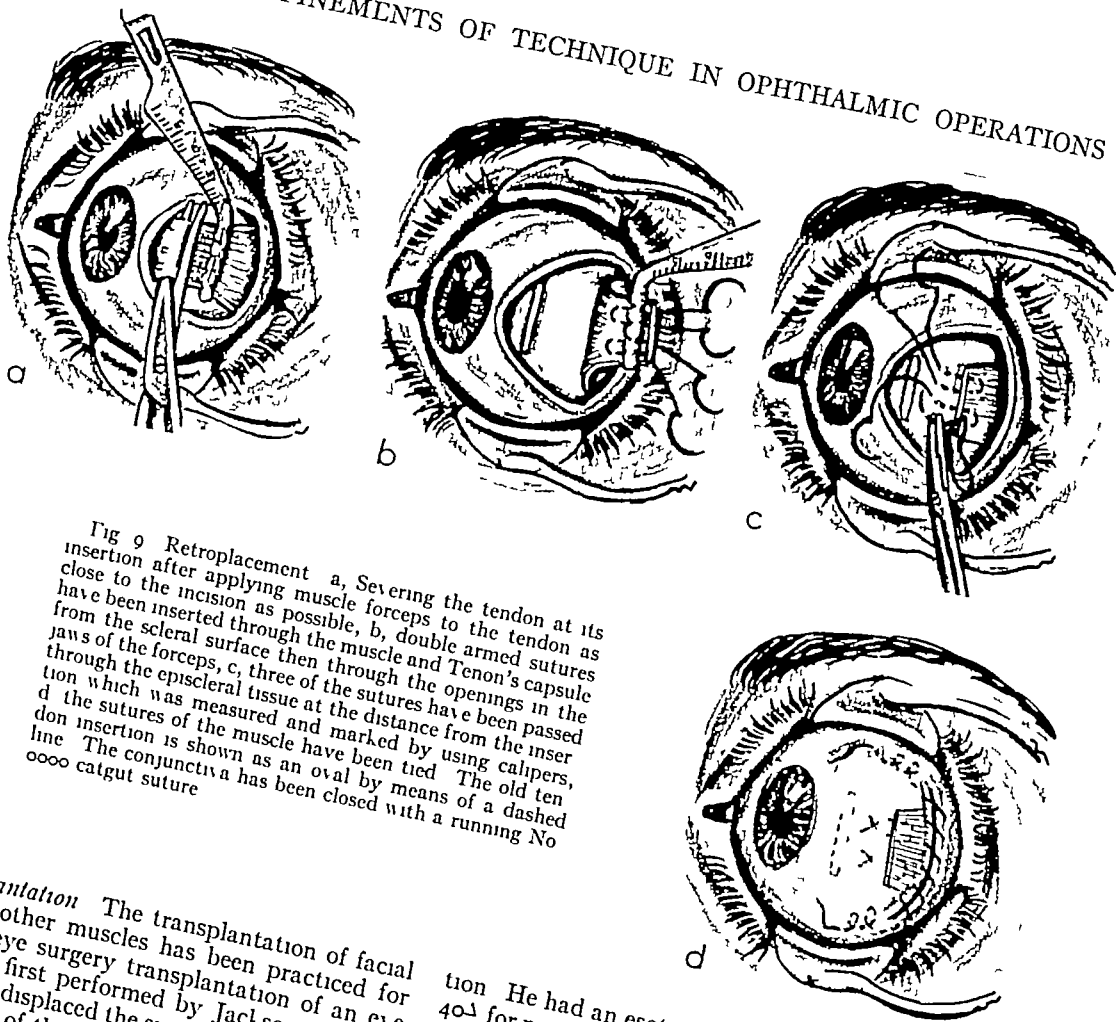 OF TECHNIQUE IN OPHTHALMIC OPERATIONS
a
b
c
d
Fig 9 Retroplacement a, Severing the tendon at its
insertion after applying muscle forceps to the tendon as
close to the incision as possible, b, double armed sutures
have been inserted through the muscle and Tenon's capsule
from the scleral surface then through the openings in the
jaws of the forceps, c, three of the sutures have been passed
through the episcleral tissue at the distance from the inser
tion which was measured and marked by using calipers,
d the sutures of the muscle have been tied The old ten
don insertion is shown as an oval by means of a dashed
line The conjunctiva has been closed with a running No
0000 catgut suture
The transplantation of facial
other muscles has been practiced for
eye surgery transplantation of an
first performed by
displaced the
of
tion He had an
for